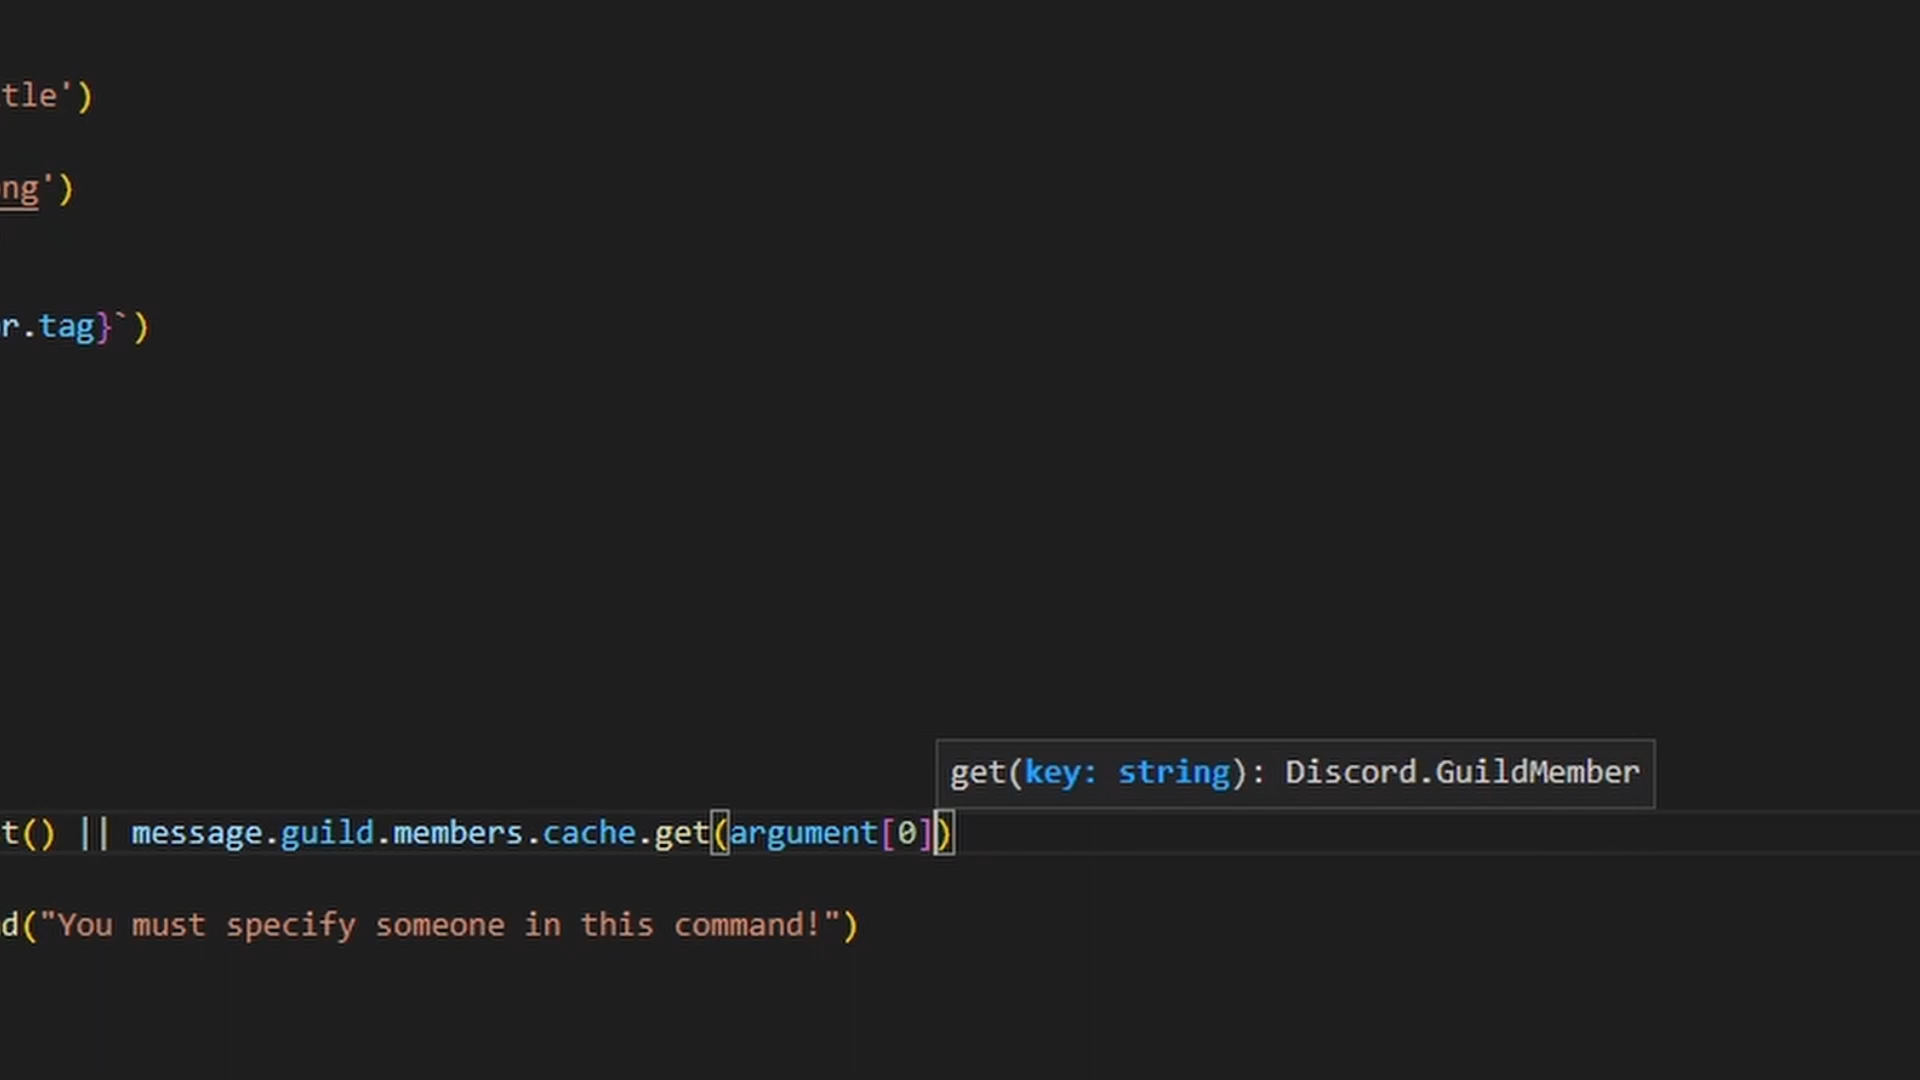 tle')
ng')
r.tag}`)
get(key: string): Discord.GuildMember
t() || message.guild.members.cache.get(argument[0])
d("You must specify someone in this command!")